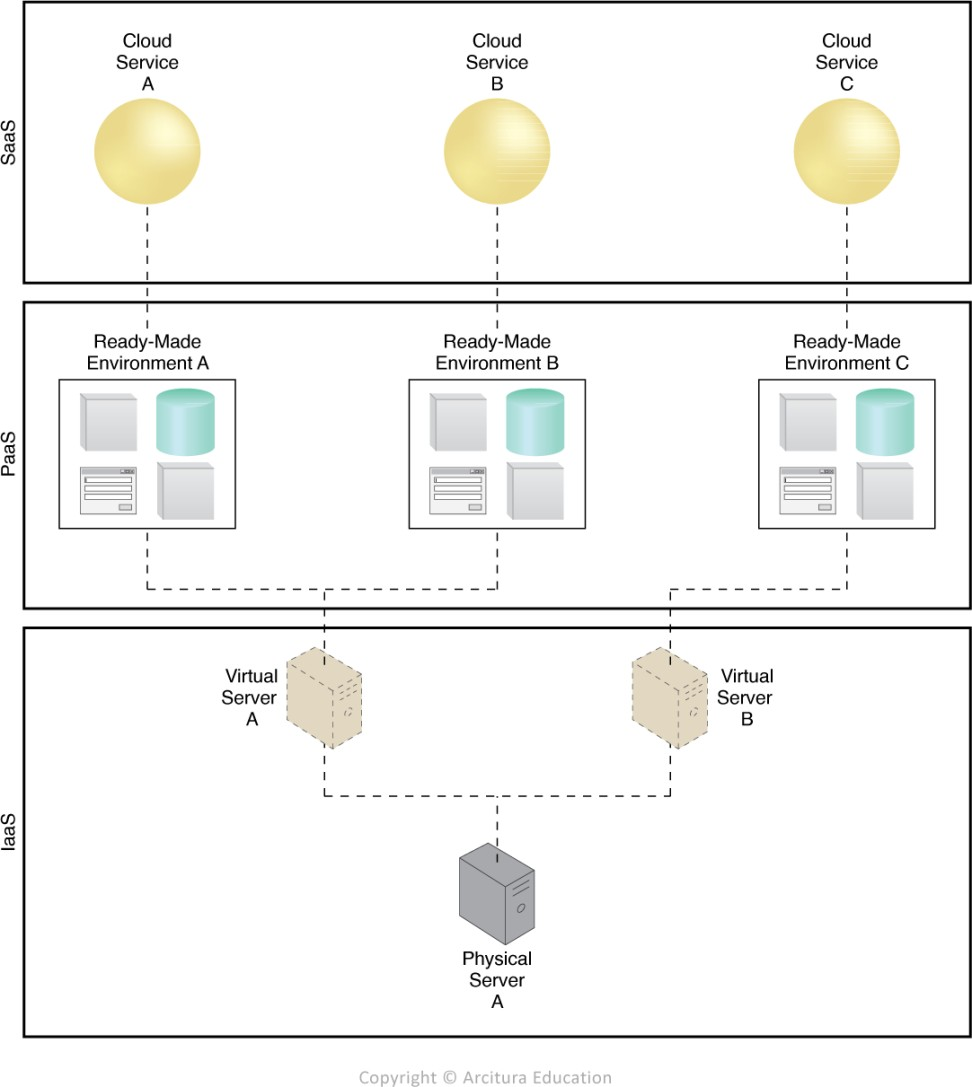 Cloud
Service
A
Cloud
Service
B
Cloud
Service
C
SaaS
Ready-Made
Environment A
Ready-Made
Environment B
Ready-Made
Environment C
PaaS
Virtual
Server
A
Virtual
Server
B
IaaS
Physical
Server
A
Copyright © Arcitura Education